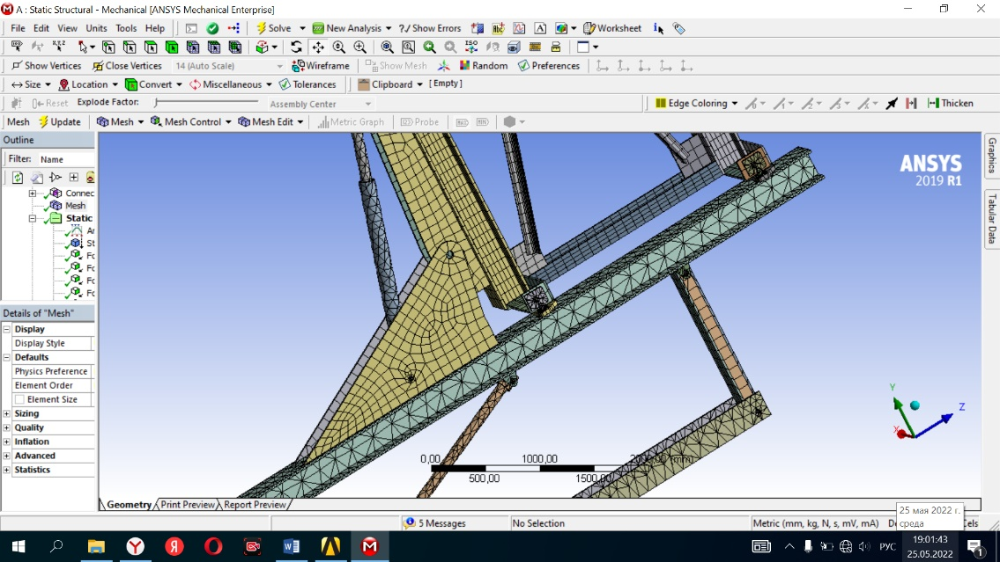 A : Static Structural - Mechanical [ANSYS Mechanical Enterprise]
File Edit View Units Tools Help Solve New Analysis ?/ Show Errors Worksheet
Show Vertices Close Vertices 14 (Auto Scale) Wireframe Show Mesh Random Preferences
Size Location Convert Miscellaneous Tolerances Clipboard [ Empty ]
Reset Explode Factor: Assembly Center Edge Coloring Thicken
Mesh Update Mesh Mesh Control Mesh Edit Metric Graph Probe
Outline
Filter: Name
Connec
Mesh
Static
Ar
St
Fo
Fo
Fo
Fo
Details of "Mesh"
Display
Display Style
Defaults
Physics Preference
Element Order
Element Size
Sizing
Quality
Inflation
Advanced
Statistics
ANSYS
2019 R1
Graphics
Tabular Data
Y
Z
X
0,00 1000,00 2000,00 (mm)
500,00 1500,00
Geometry Print Preview Report Preview
5 Messages No Selection Metric (mm, kg, N, s, mV, mA) De Cels
25 мая 2022 г.
среда
РУС
19:01:43
25.05.2022
1